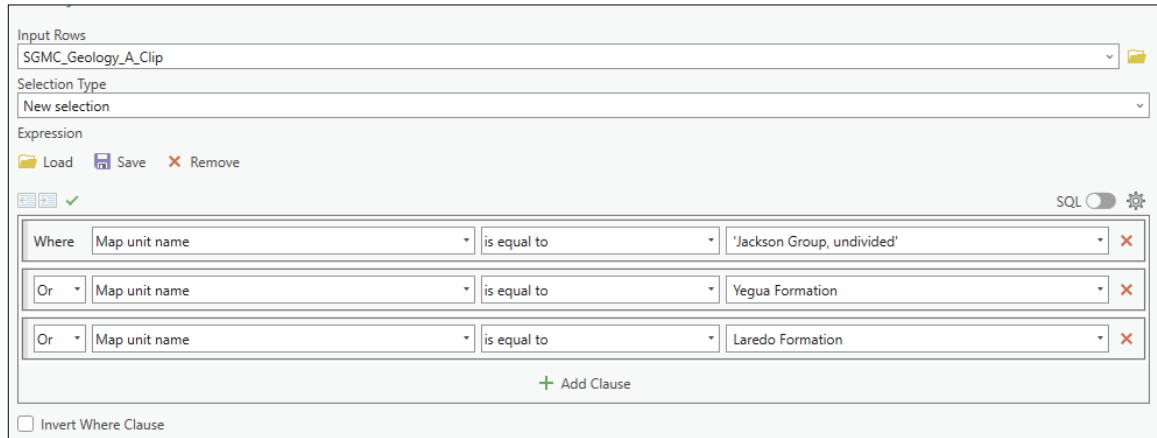 Input Rows
SGMC_Geology_A_Clip
Selection Type
New selection
Expression
Load Save Remove
SQL
Where Map unit name is equal to 'Jackson Group, undivided'
Or Map unit name is equal to Yegua Formation
Or Map unit name is equal to Laredo Formation
Add Clause
Invert Where Clause